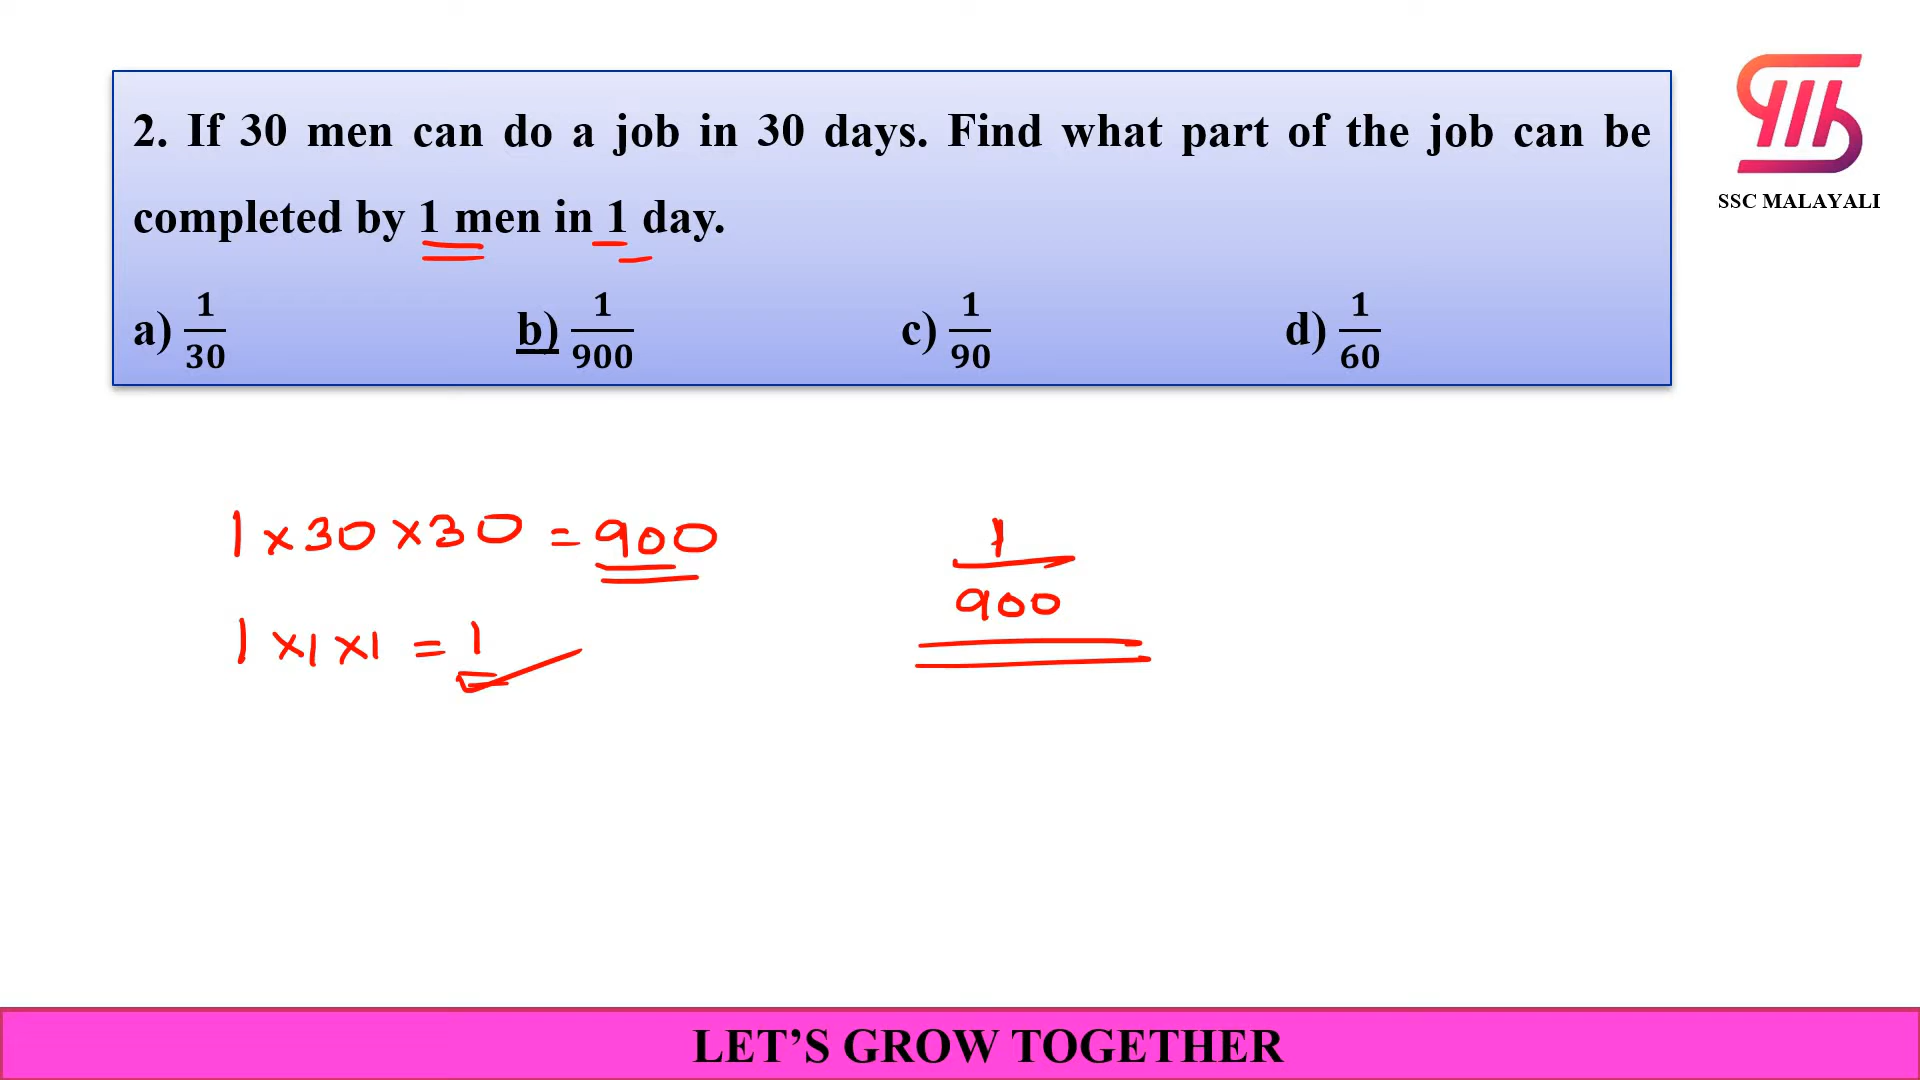 2. If 30 men can do a job in 30 days. Find what part of the job can be
completed by 1 men in 1 day.
a) 1/30 b) 1/900 c) 1/90 d) 1/60
SSC MALAYALI
1 × 30 × 30 = 900
1 × 1 × 1 = 1
1/900
LET’S GROW TOGETHER